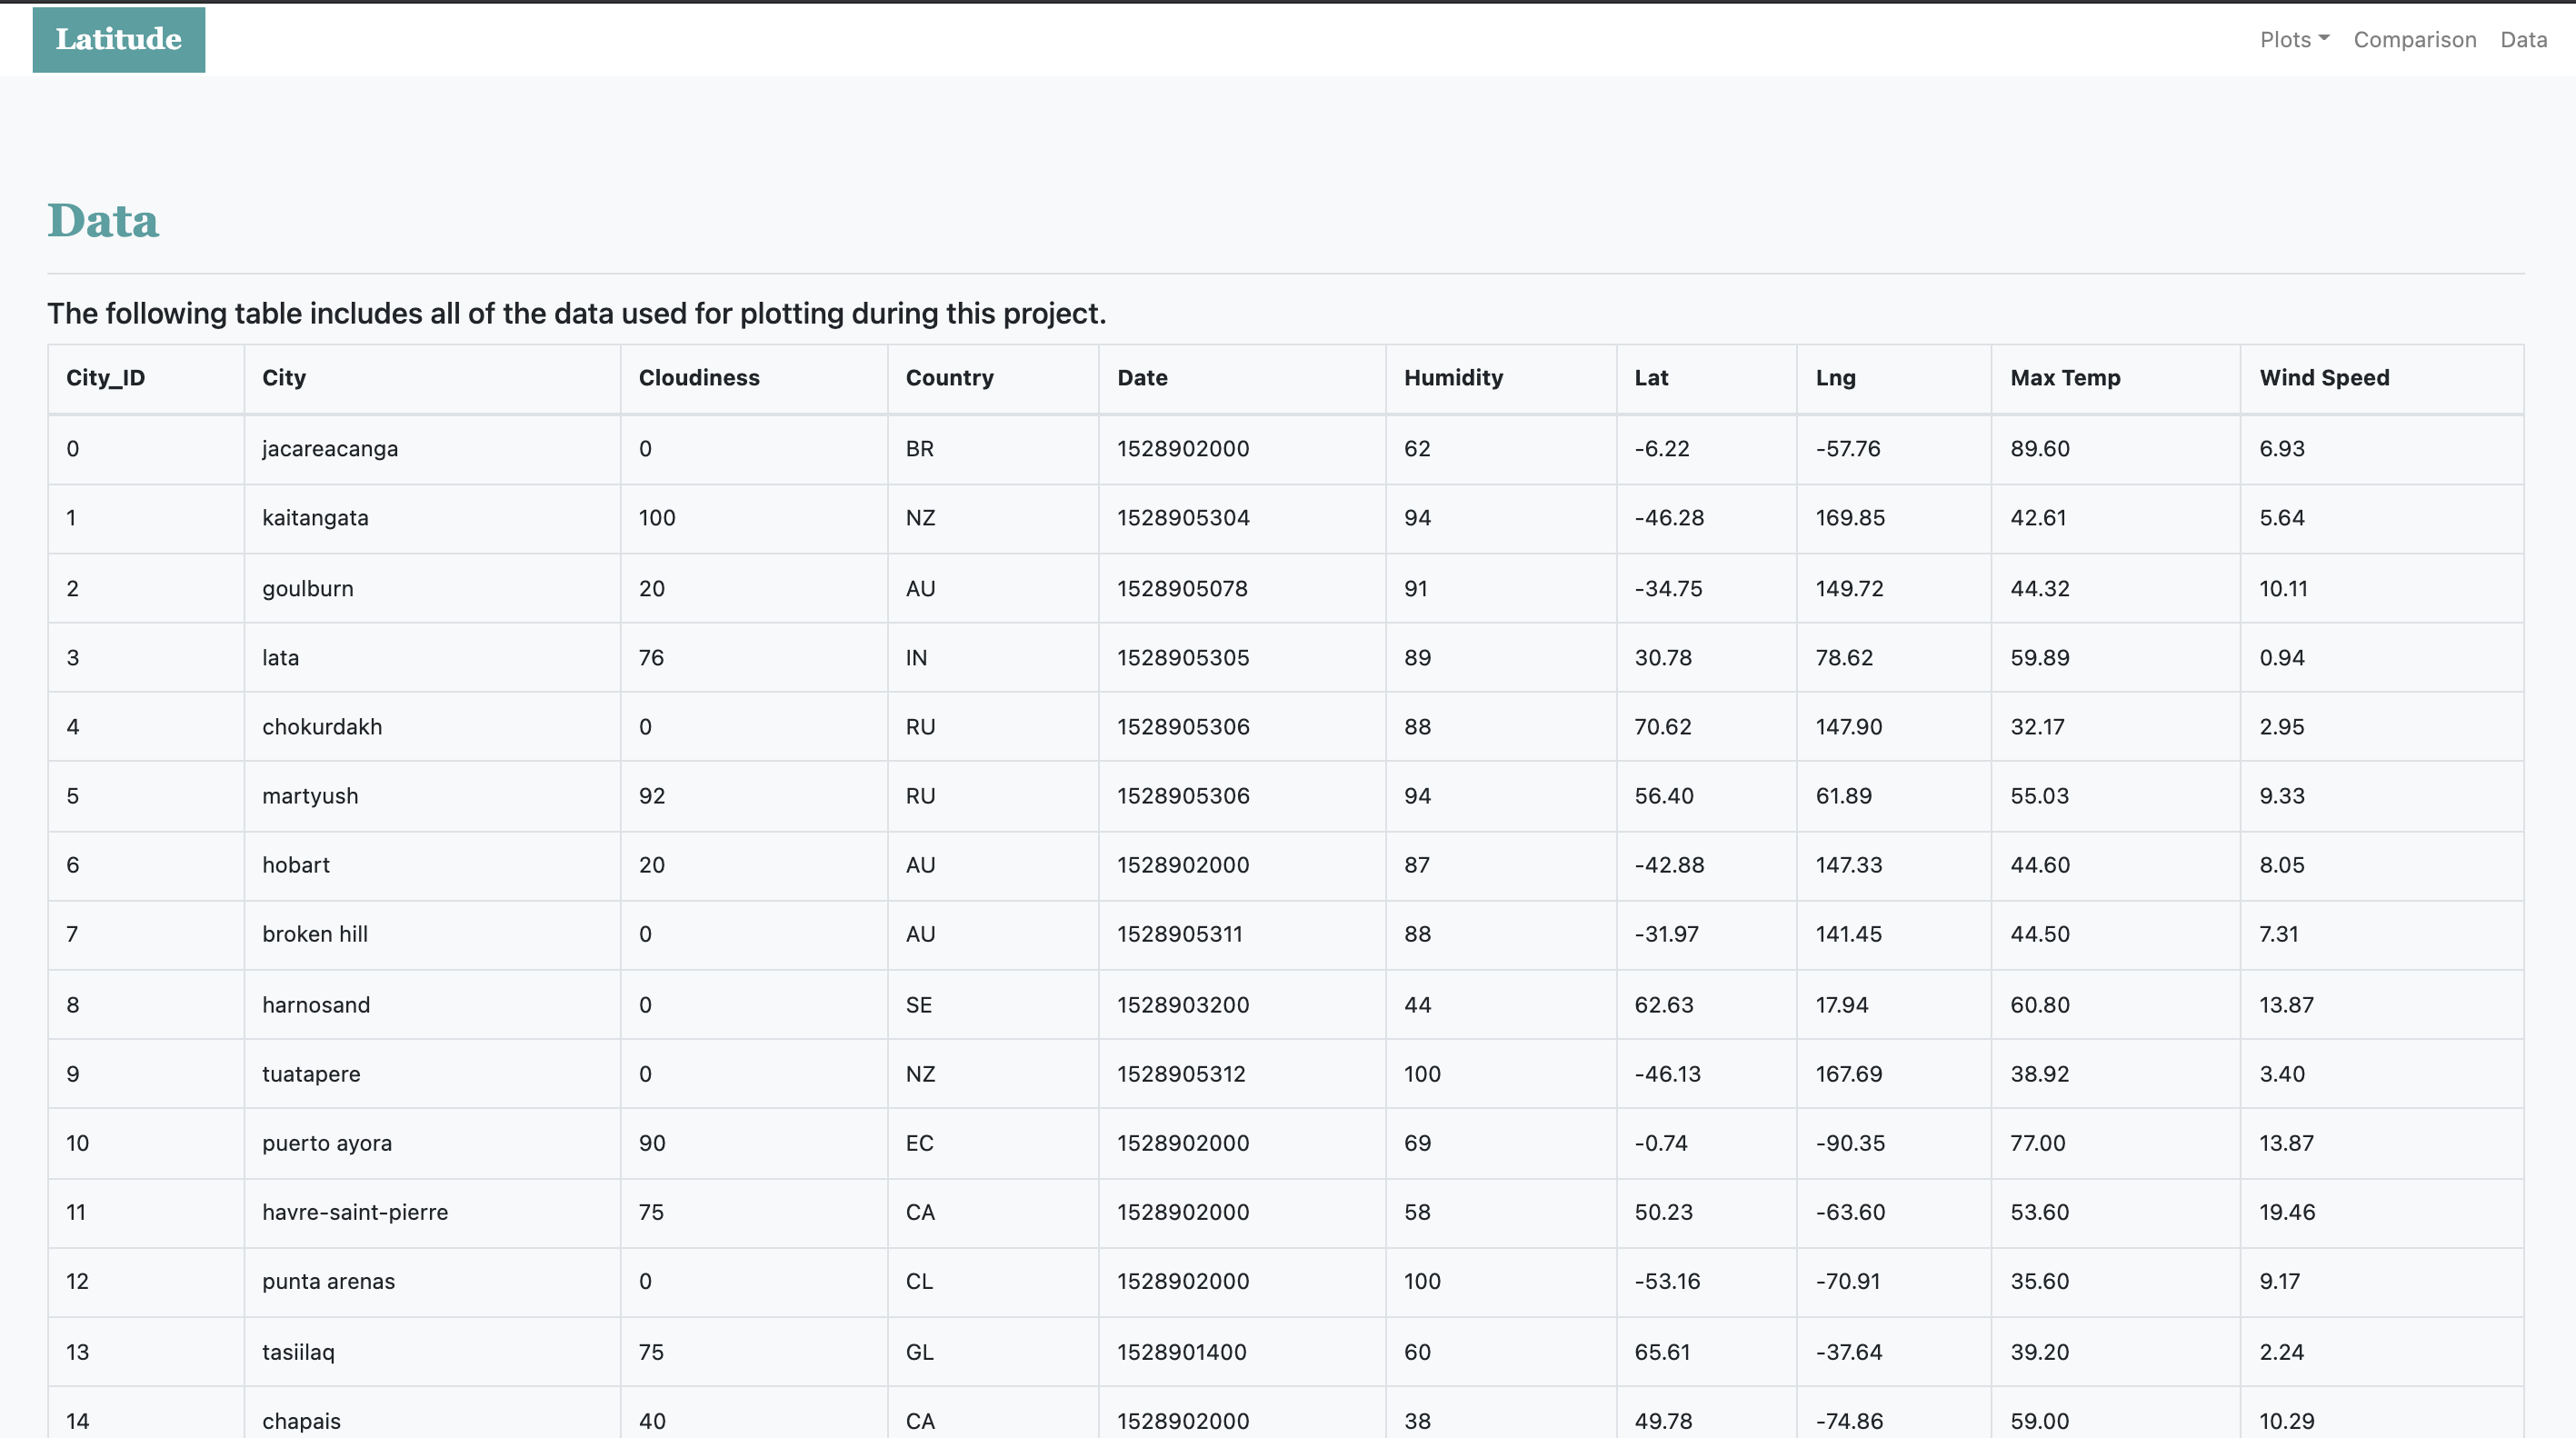 Latitude Plots Comparison Data
Data
The following table includes all of the data used for plotting during this project.
City_ID City Cloudiness Country Date Humidity Lat Lng Max Temp Wind Speed
0 jacareacanga 0 BR 1528902000 62 -6.22 -57.76 89.60 6.93
1 kaitangata 100 NZ 1528905304 94 -46.28 169.85 42.61 5.64
2 goulburn 20 AU 1528905078 91 -34.75 149.72 44.32 10.11
3 lata 76 IN 1528905305 89 30.78 78.62 59.89 0.94
4 chokurdakh 0 RU 1528905306 88 70.62 147.90 32.17 2.95
5 martyush 92 RU 1528905306 94 56.40 61.89 55.03 9.33
6 hobart 20 AU 1528902000 87 -42.88 147.33 44.60 8.05
7 broken hill 0 AU 1528905311 88 -31.97 141.45 44.50 7.31
8 harnosand 0 SE 1528903200 44 62.63 17.94 60.80 13.87
9 tuatapere 0 NZ 1528905312 100 -46.13 167.69 38.92 3.40
10 puerto ayora 90 EC 1528902000 69 -0.74 -90.35 77.00 13.87
11 havre-saint-pierre 75 CA 1528902000 58 50.23 -63.60 53.60 19.46
12 punta arenas 0 CL 1528902000 100 -53.16 -70.91 35.60 9.17
13 tasiilaq 75 GL 1528901400 60 65.61 -37.64 39.20 2.24
14 chapais 40 CA 1528902000 38 49.78 -74.86 59.00 10.29